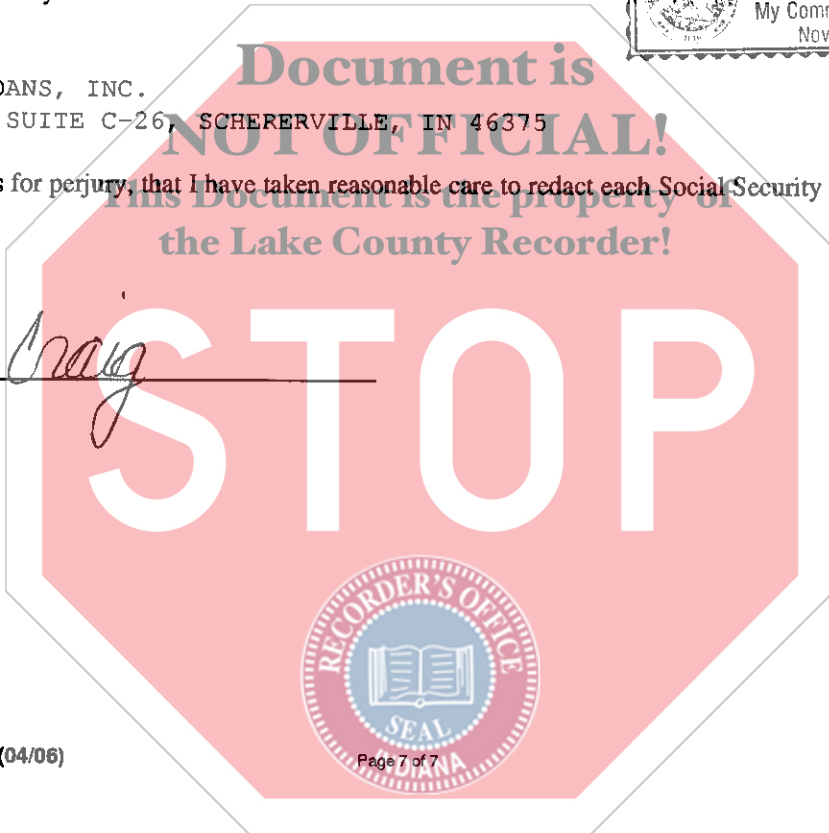 My Comm
Nov
Document is
OANS, INC.
SUITE C-26, SCHERERVILLE, IN 46375
NOT OFFICIAL!
s for perjury, that I have taken reasonable care to redact each Social Security
This Document is the property of
the Lake County Recorder!
Craig
STOP
RECORDER'S OFFICE
SEAL
INDIANA
(04/06)
Page 7 of 7